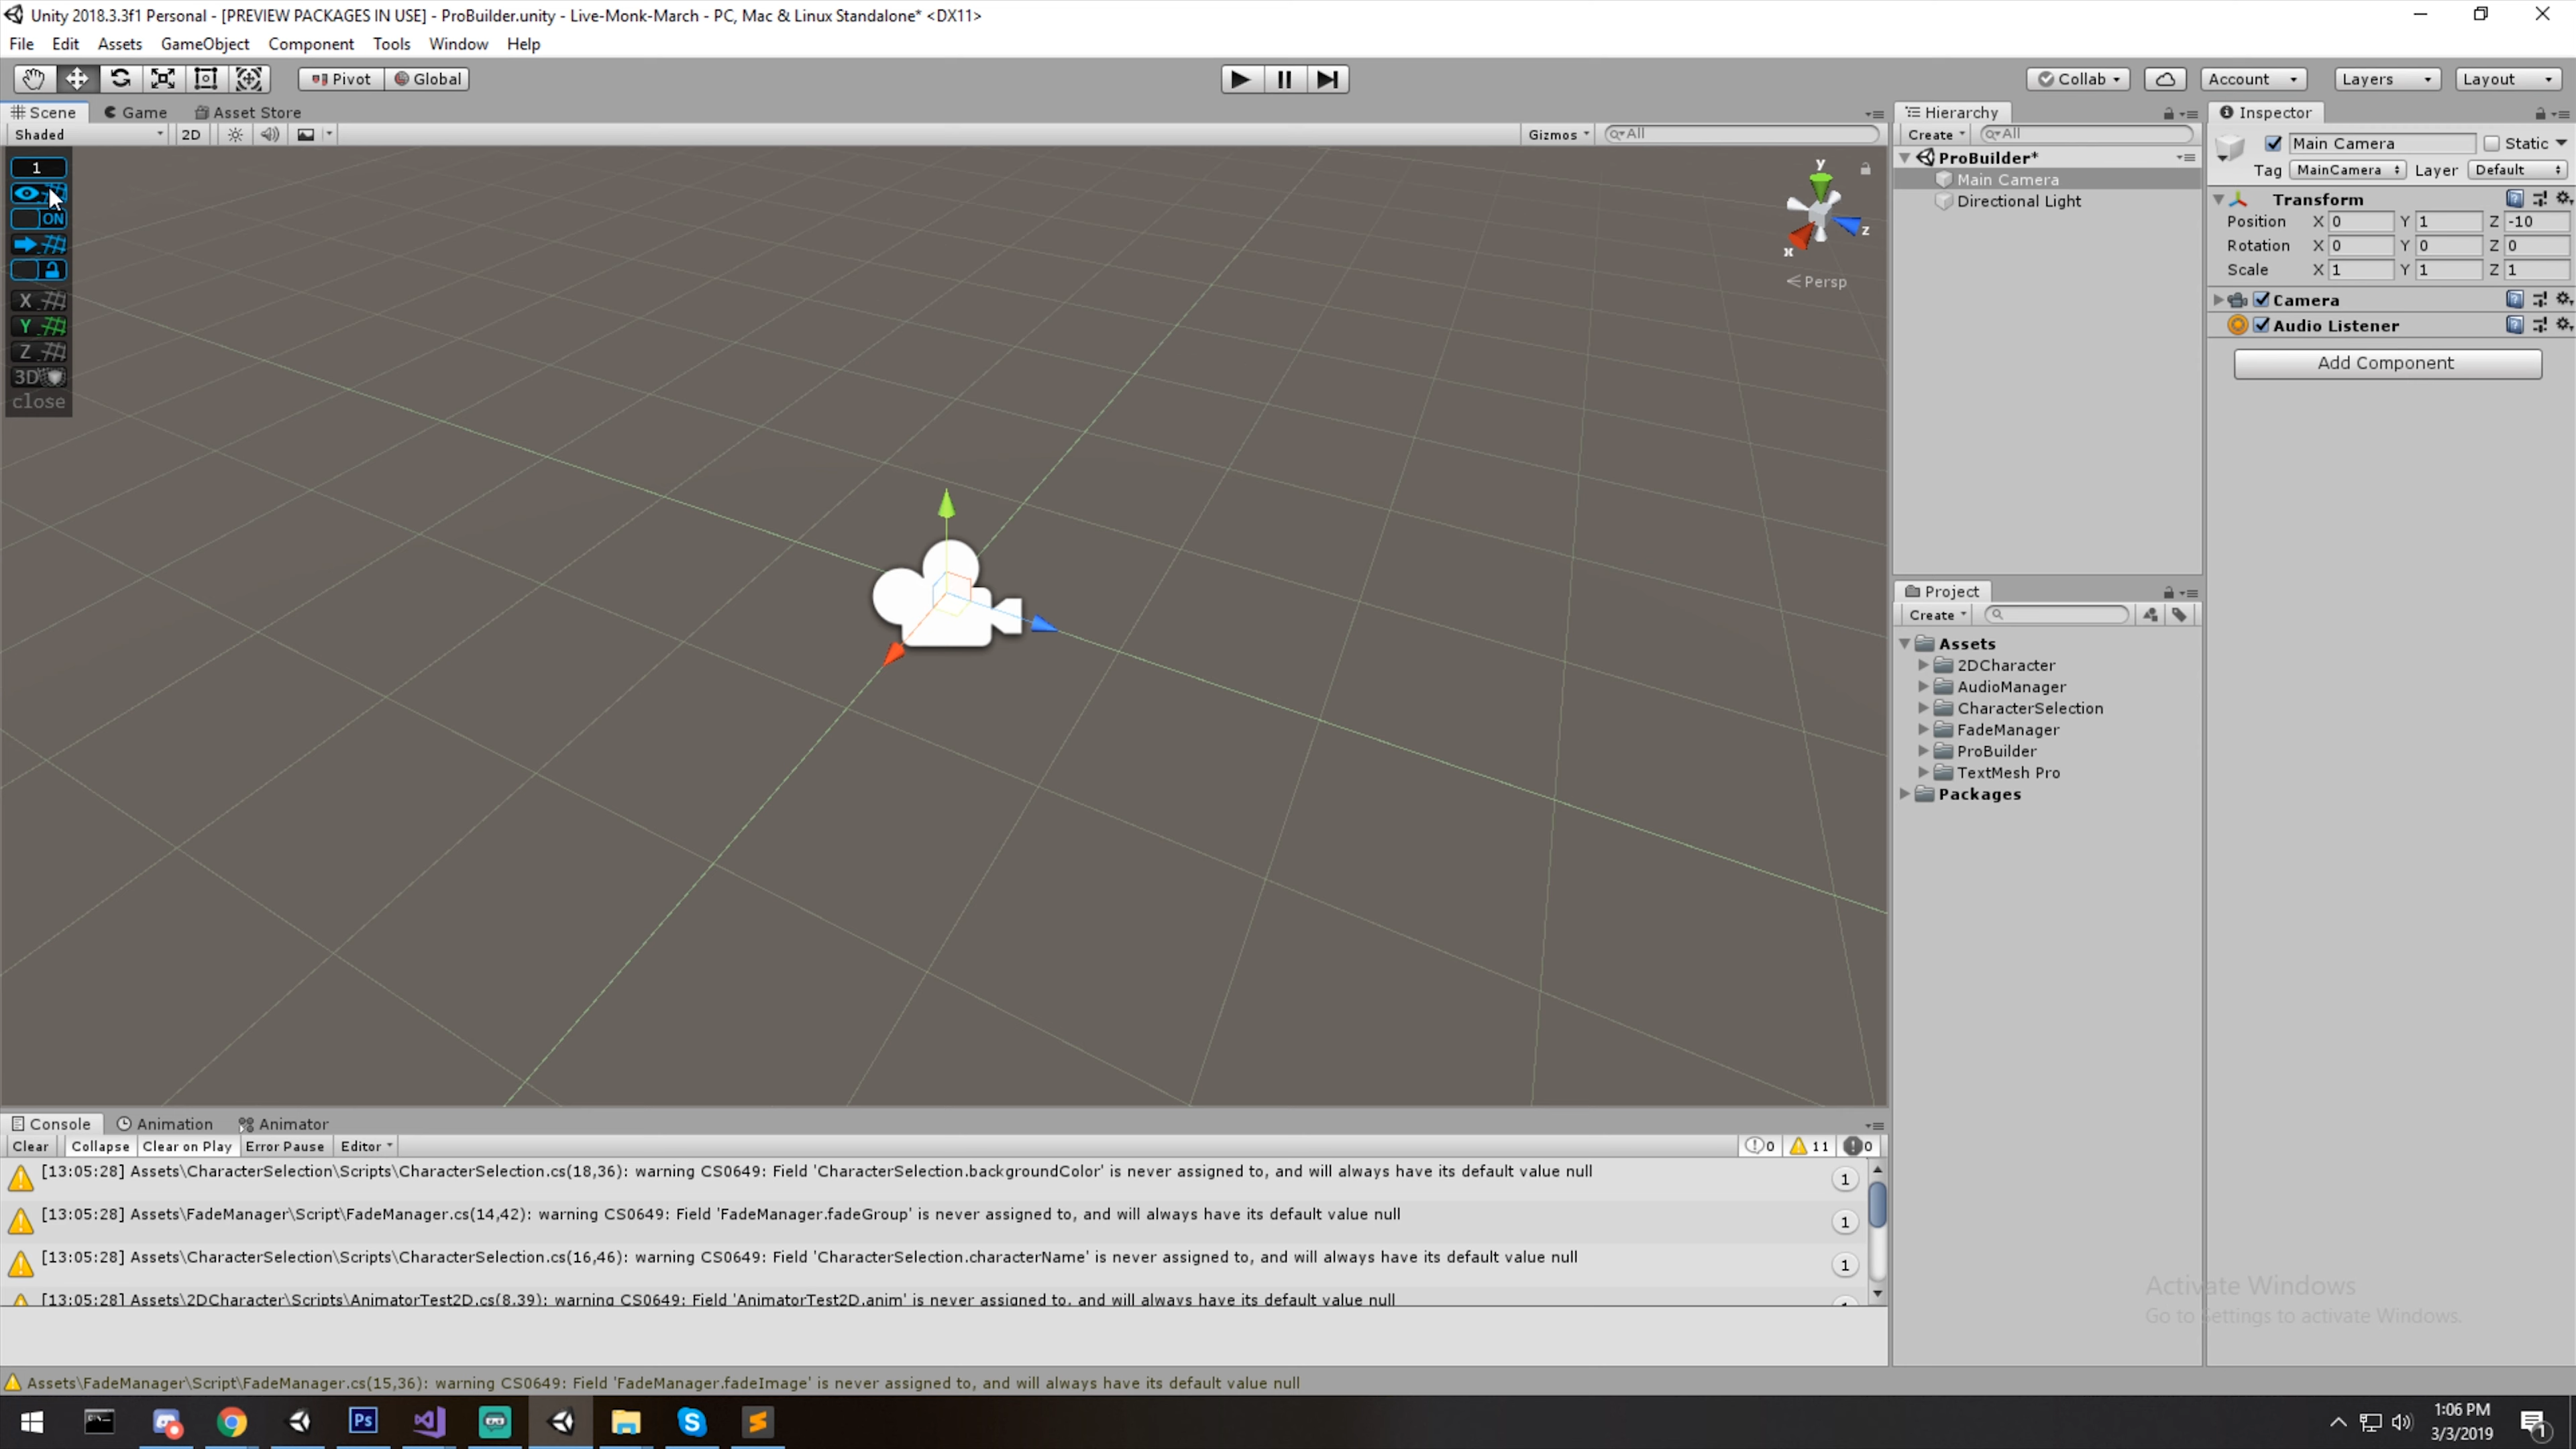 Unity 2018.3.3f1 Personal - [PREVIEW PACKAGES IN USE] - ProBuilder.unity - Live-Monk-March - PC, Mac & Linux Standalone* <DX11>
File Edit Assets GameObject Component Tools Window Help
Pivot Global Collab Account Layers Layout
Scene Game Asset Store
Shaded 2D Gizmos All
1
ON
X
Y
Z
3D
close
y
z
x
Persp
Hierarchy
Create All
ProBuilder*
Main Camera
Directional Light
Project
Create
Assets
2DCharacter
AudioManager
CharacterSelection
FadeManager
ProBuilder
TextMesh Pro
Packages
Inspector
Main Camera Static
Tag MainCamera Layer Default
Transform
Position X 0 Y 1 Z -10
Rotation X 0 Y 0 Z 0
Scale X 1 Y 1 Z 1
Camera
Audio Listener
Add Component
Console Animation Animator
Clear Collapse Clear on Play Error Pause Editor 0 11 0
[13:05:28] Assets\CharacterSelection\Scripts\CharacterSelection.cs(18,36): warning CS0649: Field 'CharacterSelection.backgroundColor' is never assigned to, and will always have its default value null 1
[13:05:28] Assets\FadeManager\Script\FadeManager.cs(14,42): warning CS0649: Field 'FadeManager.fadeGroup' is never assigned to, and will always have its default value null 1
[13:05:28] Assets\CharacterSelection\Scripts\CharacterSelection.cs(16,46): warning CS0649: Field 'CharacterSelection.characterName' is never assigned to, and will always have its default value null 1
[13:05:28] Assets\2DCharacter\Scripts\AnimatorTest2D.cs(8,39): warning CS0649: Field 'AnimatorTest2D.anim' is never assigned to, and will always have its default value null
Activate Windows
Go to Settings to activate Windows.
Assets\FadeManager\Script\FadeManager.cs(15,36): warning CS0649: Field 'FadeManager.fadeImage' is never assigned to, and will always have its default value null
Ps
1:06 PM
3/3/2019
1